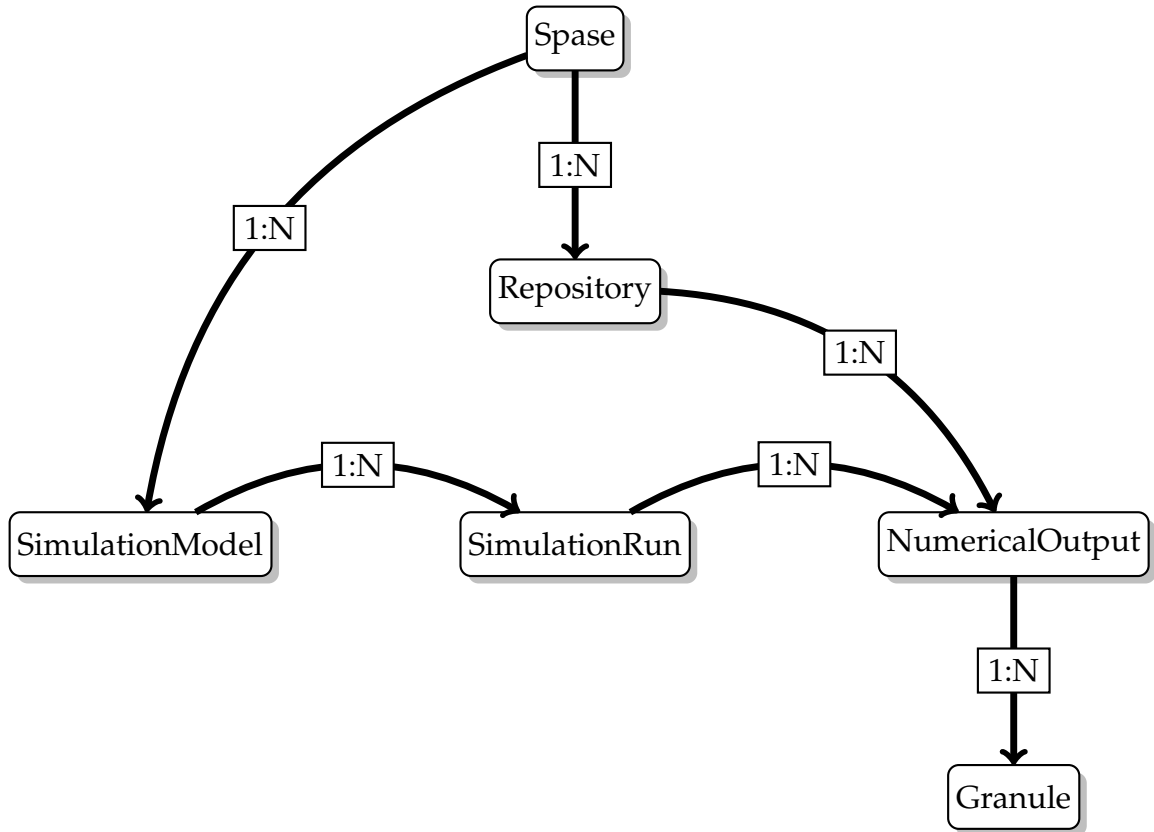 Spase
1:N
1:N
Repository
1:N
1:N
1:N
SimulationModel
SimulationRun
NumericalOutput
1:N
Granule